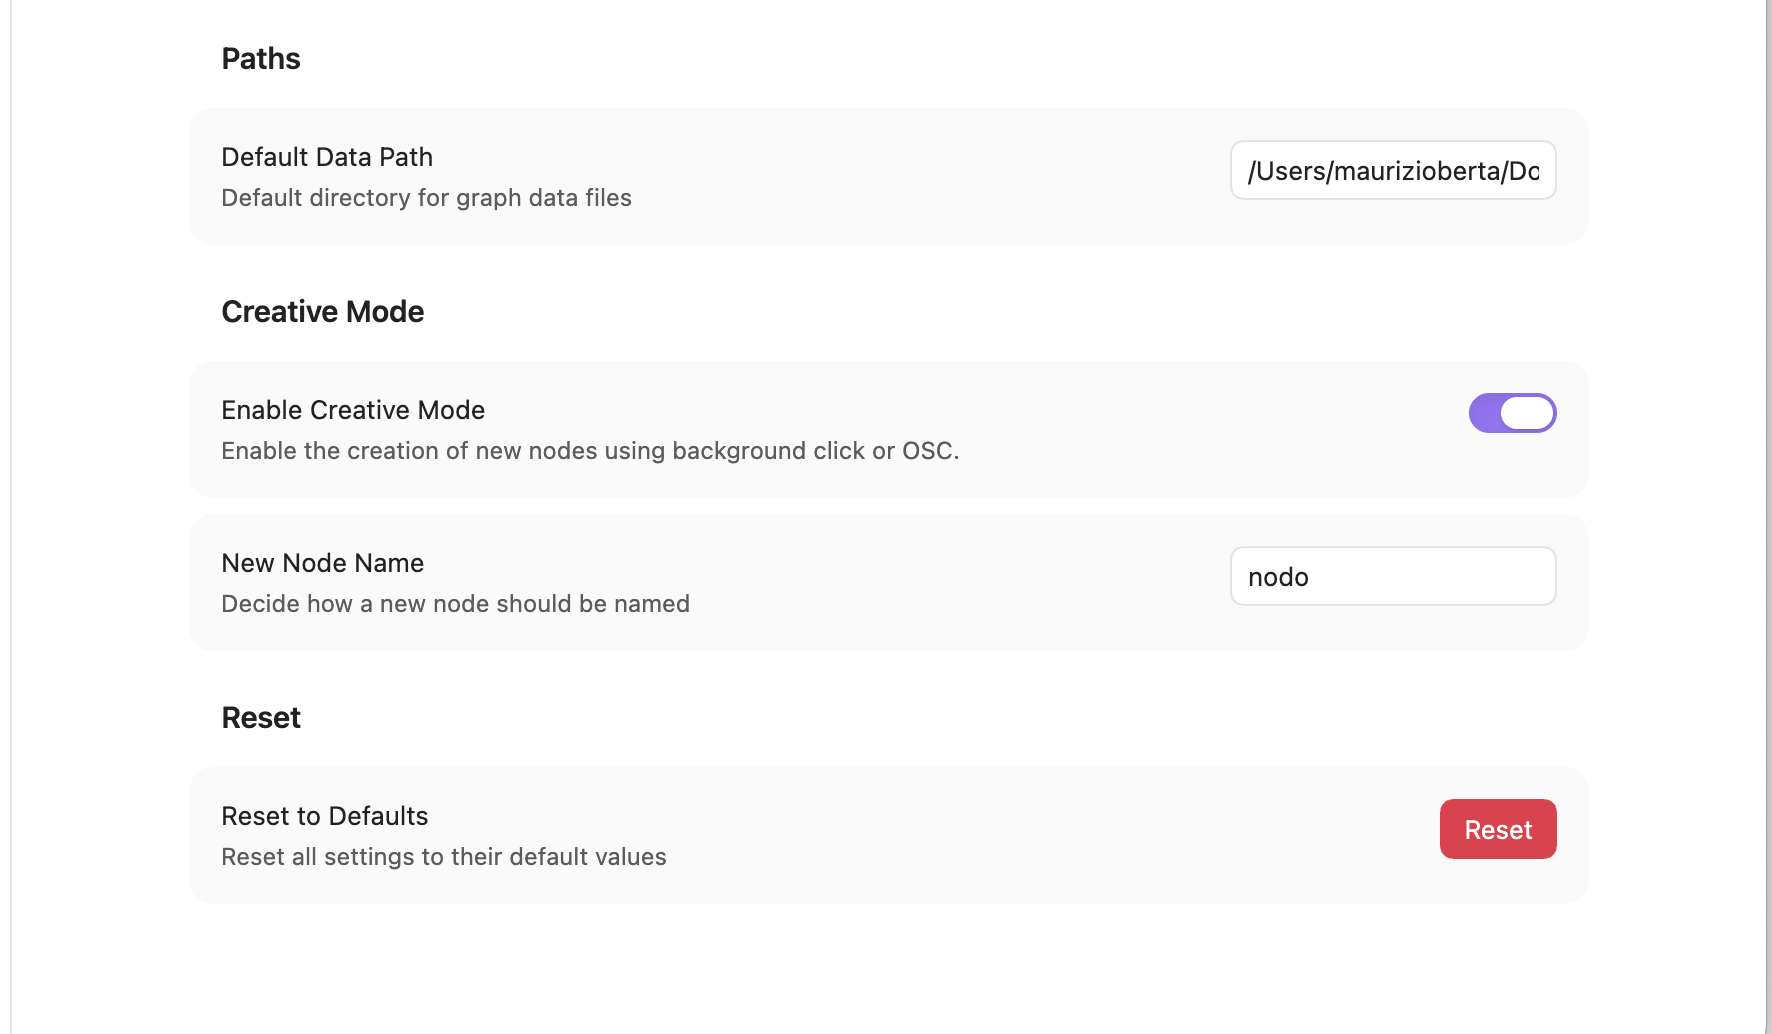 Paths
Default Data Path
/Users/maurizioberta/Do
Default directory for graph data files
Creative Mode
Enable Creative Mode
Enable the creation of new nodes using background click or OSC.
New Node Name
nodo
Decide how a new node should be named
Reset
Reset to Defaults
Reset
Reset all settings to their default values